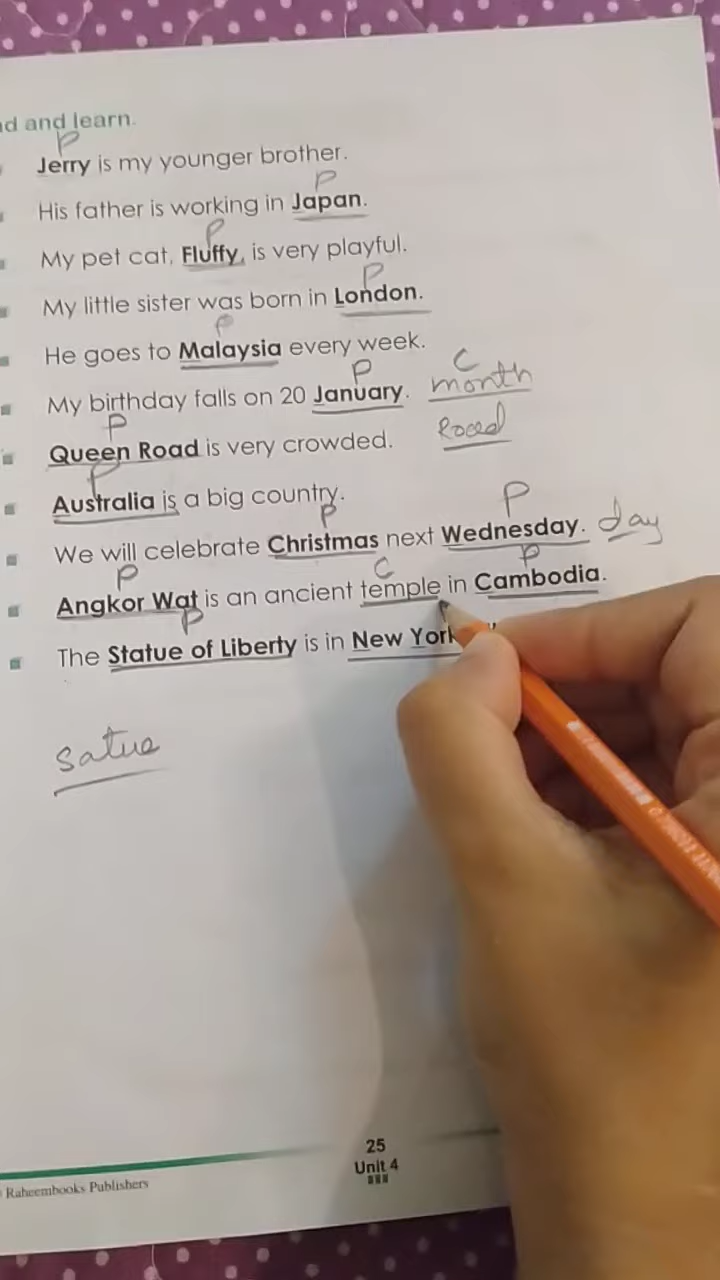 d and learn.
P
Jerry is my younger brother.
P
His father is working in Japan.
P
My pet cat, Fluffy, is very playful.
P
My little sister was born in London.
P
He goes to Malaysia every week.
P C
My birthday falls on 20 January. month
P
Queen Road is very crowded. Road
P
Australia is a big country.
P P
We will celebrate Christmas next Wednesday. day
P C P
Angkor Wat is an ancient temple in Cambodia.
P
The Statue of Liberty is in New York
Satue
25
Unit 4
Raheembooks Publishers